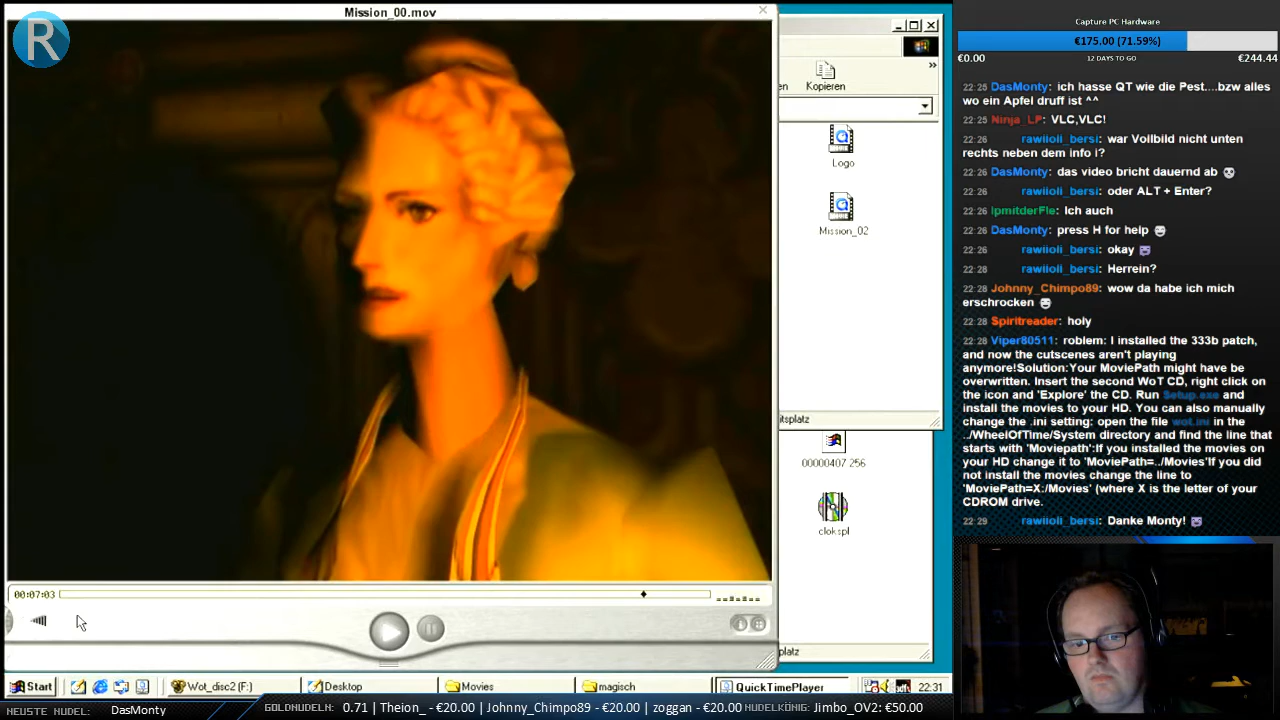 Mission_00.mov
R
en
Kopieren
»
Logo
Mission_02
itsplatz
00000407.256
clokspl
platz
00:07:03
Start
Wot_disc2 (F:)
Desktop
Movies
magisch
QuickTimePlayer
22:31
NEUSTE NUDEL:
DasMonty
GOLDNUDELN:
0.71 | Theion_ - €20.00 | Johnny_Chimpo89 - €20.00 | zoggan - €20.00
NUDELKÖNIG:
Jimbo_OV2: €50.00
Capture PC Hardware
€175.00 (71.59%)
€0.00
12 DAYS TO GO
€244.44
22:25 DasMonty: ich hasse QT wie die Pest....bzw alles
wo ein Apfel druff ist ^^
22:25 Ninja_LP: VLC,VLC!
22:26 rawiioli_bersi: war Vollbild nicht unten
rechts neben dem info i?
22:26 DasMonty: das video bricht dauernd ab
22:26 rawiioli_bersi: oder ALT + Enter?
22:26 IpmitderFle: Ich auch
22:26 DasMonty: press H for help
22:26 rawiioli_bersi: okay
22:28 rawiioli_bersi: Herrein?
22:28 Johnny_Chimpo89: wow da habe ich mich
erschrocken
22:28 Spiritreader: holy
22:28 Viper80511: roblem: I installed the 333b patch,
and now the cutscenes aren't playing
anymore!Solution:Your MoviePath might have be
overwritten. Insert the second WoT CD, right click on
the icon and 'Explore' the CD. Run Setup.exe and
install the movies to your HD. You can also manually
change the .ini setting: open the file wot.ini in the
../WheelOfTime/System directory and find the line that
starts with 'Moviepath':If you installed the movies on
your HD change it to 'MoviePath=../Movies'If you did
not install the movies change the line to
'MoviePath=X:/Movies' (where X is the letter of your
CDROM drive.
22:29 rawiioli_bersi: Danke Monty!